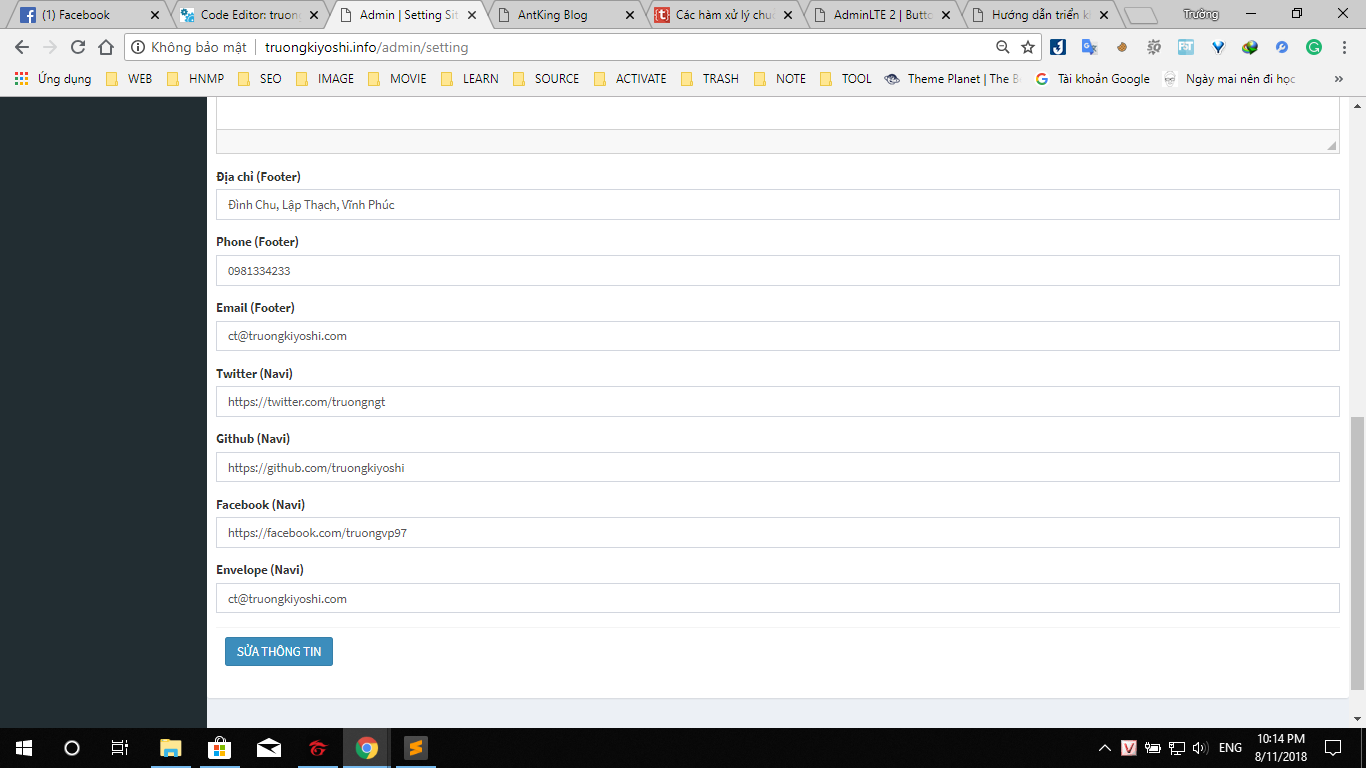 (1) Facebook
Code Editor: truon
Admin | Setting Sit
AntKing Blog
Các hàm xử lý chu
AdminLTE 2 | Butto
Hướng dẫn triển k
Trường
Không bảo mật
truongkiyoshi.info/admin/setting
Ứng dụng
WEB
HNMP
SEO
IMAGE
MOVIE
LEARN
SOURCE
ACTIVATE
TRASH
NOTE
TOOL
Theme Planet | The B
Tài khoản Google
Ngày mai nên đi học
»
Địa chỉ (Footer)
Đình Chu, Lập Thạch, Vĩnh Phúc
Phone (Footer)
0981334233
Email (Footer)
ct@truongkiyoshi.com
Twitter (Navi)
https://twitter.com/truongngt
Github (Navi)
https://github.com/truongkiyoshi
Facebook (Navi)
https://facebook.com/truongvp97
Envelope (Navi)
ct@truongkiyoshi.com
SỬA THÔNG TIN
ENG
10:14 PM
8/11/2018